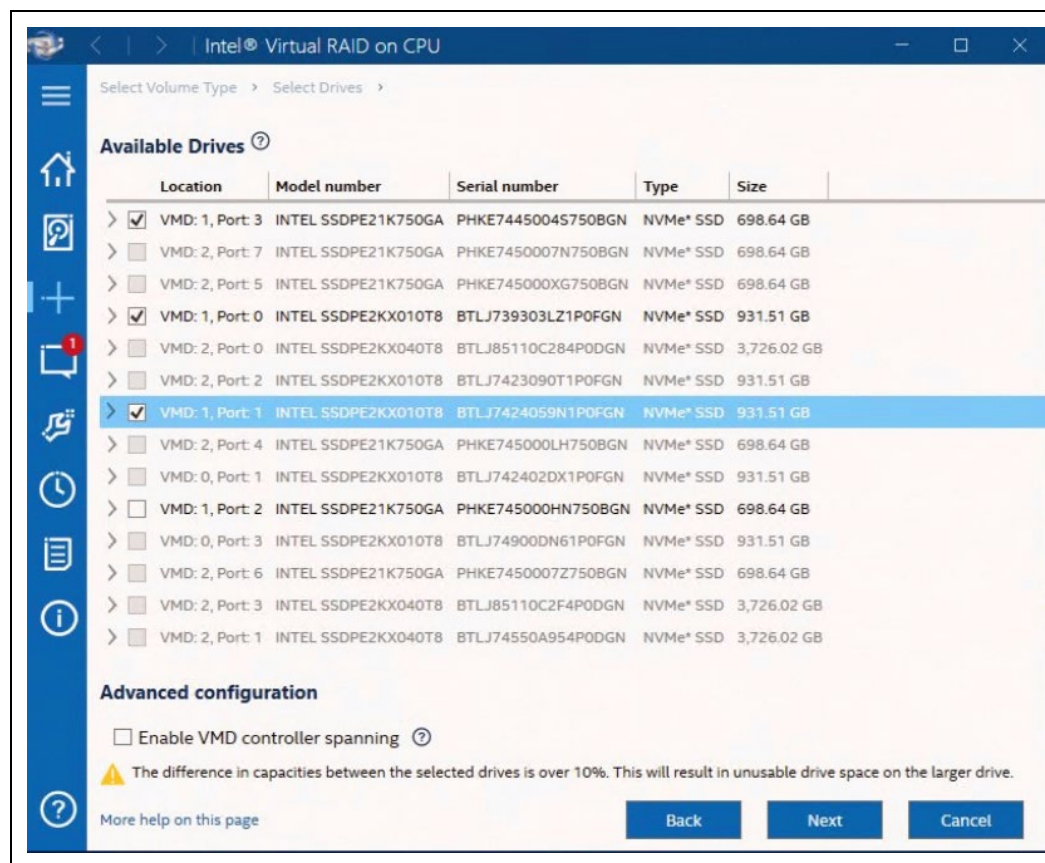 Intel® Virtual RAID on CPU
Select Volume Type > Select Drives >
Available Drives ?
Location Model number Serial number Type Size
VMD: 1, Port: 3 INTEL SSDPE21K750GA PHKE7445004S750BGN NVMe* SSD 698.64 GB
VMD: 2, Port: 7 INTEL SSDPE21K750GA PHKE7450007N750BGN NVMe* SSD 698.64 GB
VMD: 2, Port: 5 INTEL SSDPE21K750GA PHKE745000XG750BGN NVMe* SSD 698.64 GB
VMD: 1, Port: 0 INTEL SSDPE2KX010T8 BTLJ739303LZ1P0FGN NVMe* SSD 931.51 GB
VMD: 2, Port: 0 INTEL SSDPE2KX040T8 BTLJ85110C284P0DGN NVMe* SSD 3,726.02 GB
VMD: 2, Port: 2 INTEL SSDPE2KX010T8 BTLJ7423090T1P0FGN NVMe* SSD 931.51 GB
VMD: 1, Port: 1 INTEL SSDPE2KX010T8 BTLJ7424059N1P0FGN NVMe* SSD 931.51 GB
VMD: 2, Port: 4 INTEL SSDPE21K750GA PHKE745000LH750BGN NVMe* SSD 698.64 GB
VMD: 0, Port: 1 INTEL SSDPE2KX010T8 BTLJ742402DX1P0FGN NVMe* SSD 931.51 GB
VMD: 1, Port: 2 INTEL SSDPE21K750GA PHKE745000HN750BGN NVMe* SSD 698.64 GB
VMD: 0, Port: 3 INTEL SSDPE2KX010T8 BTLJ74900DN61P0FGN NVMe* SSD 931.51 GB
VMD: 2, Port: 6 INTEL SSDPE21K750GA PHKE7450007Z750BGN NVMe* SSD 698.64 GB
VMD: 2, Port: 3 INTEL SSDPE2KX040T8 BTLJ85110C2F4P0DGN NVMe* SSD 3,726.02 GB
VMD: 2, Port: 1 INTEL SSDPE2KX040T8 BTLJ74550A954P0DGN NVMe* SSD 3,726.02 GB
1
Advanced configuration
Enable VMD controller spanning ?
The difference in capacities between the selected drives is over 10%. This will result in unusable drive space on the larger drive.
? More help on this page Back Next Cancel